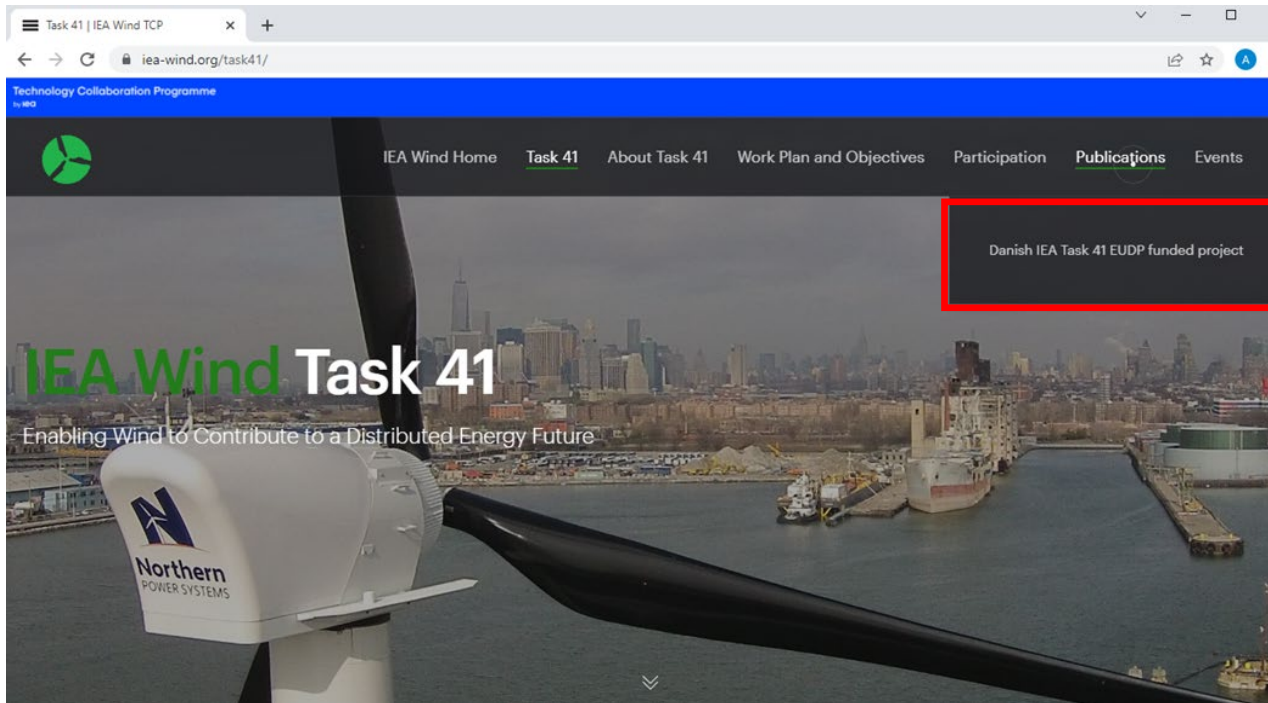 Task 41 | IEA Wind TCP
iea-wind.org/task41/
A
Technology Collaboration Programme
by iea
IEA Wind Home Task 41 About Task 41 Work Plan and Objectives Participation Publications Events
Danish IEA Task 41 EUDP funded project
IEA Wind Task 41
Enabling Wind to Contribute to a Distributed Energy Future
N
Northern
POWER SYSTEMS